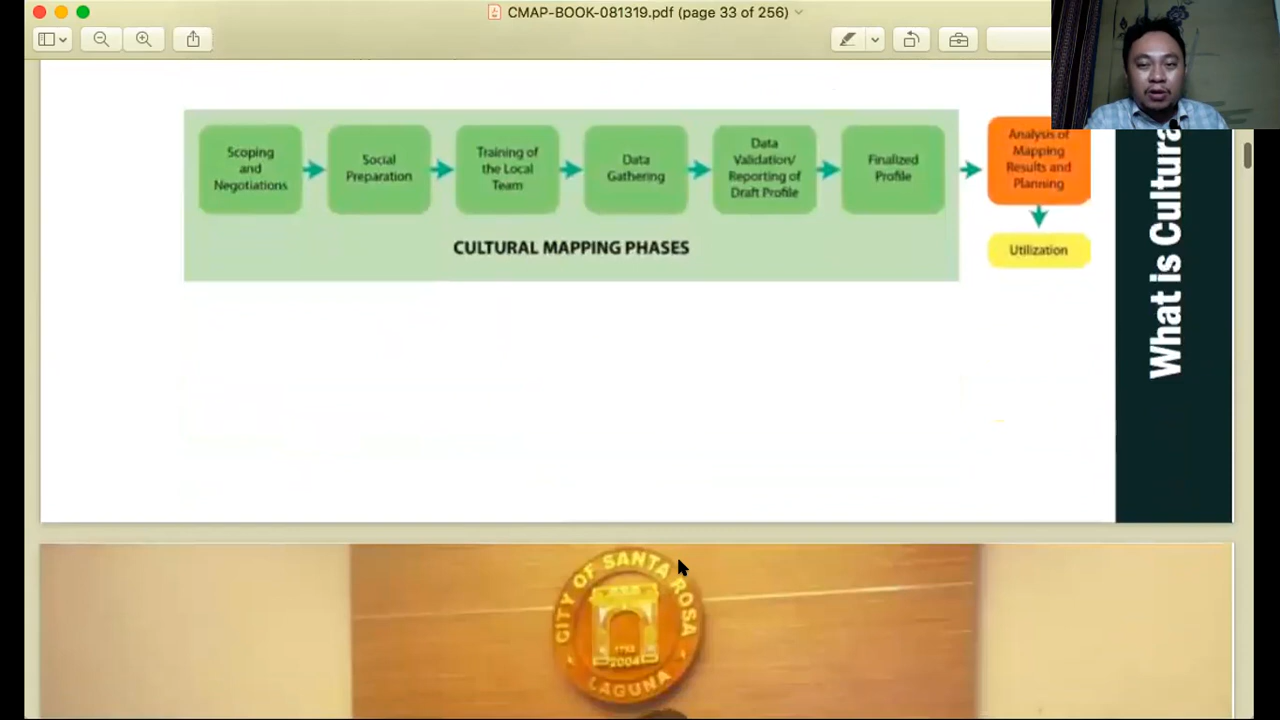 CMAP-BOOK-081319.pdf (page 33 of 256)
Scoping
and
Negotiations
Social
Preparation
Training of
the Local
Team
Data
Gathering
Data
Validation/
Reporting of
Draft Profile
Finalized
Profile
Analysis of
Mapping
Results and
Planning
Utilization
CULTURAL MAPPING PHASES
What is Cultura
CITY OF SANTA ROSA
1792
2004
LAGUNA